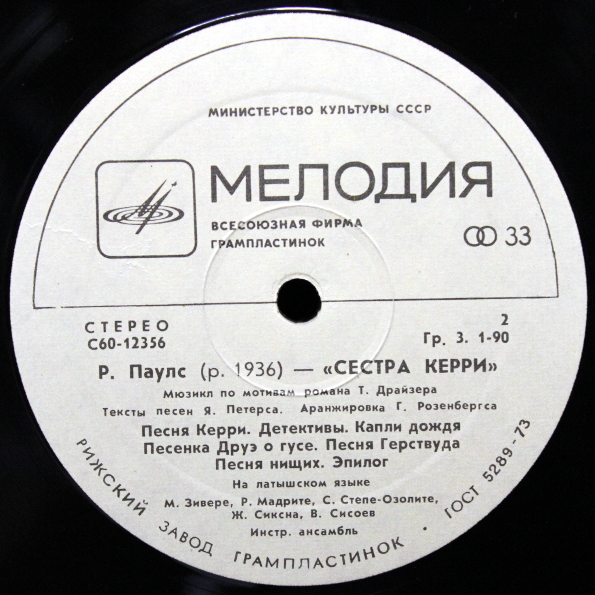 МИНИСТЕРСТВО КУЛЬТУРЫ СССР
МЕЛОДИЯ
ВСЕСОЮЗНАЯ ФИРМА
ГРАМПЛАСТИНОК
33
СТЕРЕО
2
С60-12356
Гр. 3. 1-90
Р. Паулс (р. 1936) — «СЕСТРА КЕРРИ»
Мюзикл по мотивам романа Т. Драйзера
Тексты песен Я. Петерса. Аранжировка Г. Розенбергса
Песня Керри. Детективы. Капли дождя
Песенка Друэ о гусе. Песня Герствуда
Песня нищих. Эпилог
На латышском языке
М. Зивере, Р. Мадрите, С. Степе-Озолите,
Ж. Сиксна, В. Сисоев
Инстр. ансамбль
РИЖСКИЙ ЗАВОД ГРАМПЛАСТИНОК • ГОСТ 5289-73